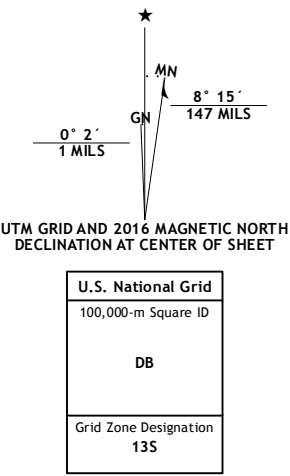 ★
MN
8° 15´
147 MILS
GN
0° 2´
1 MILS
UTM GRID AND 2016 MAGNETIC NORTH
DECLINATION AT CENTER OF SHEET
U.S. National Grid
100,000-m Square ID
DB
Grid Zone Designation
13S